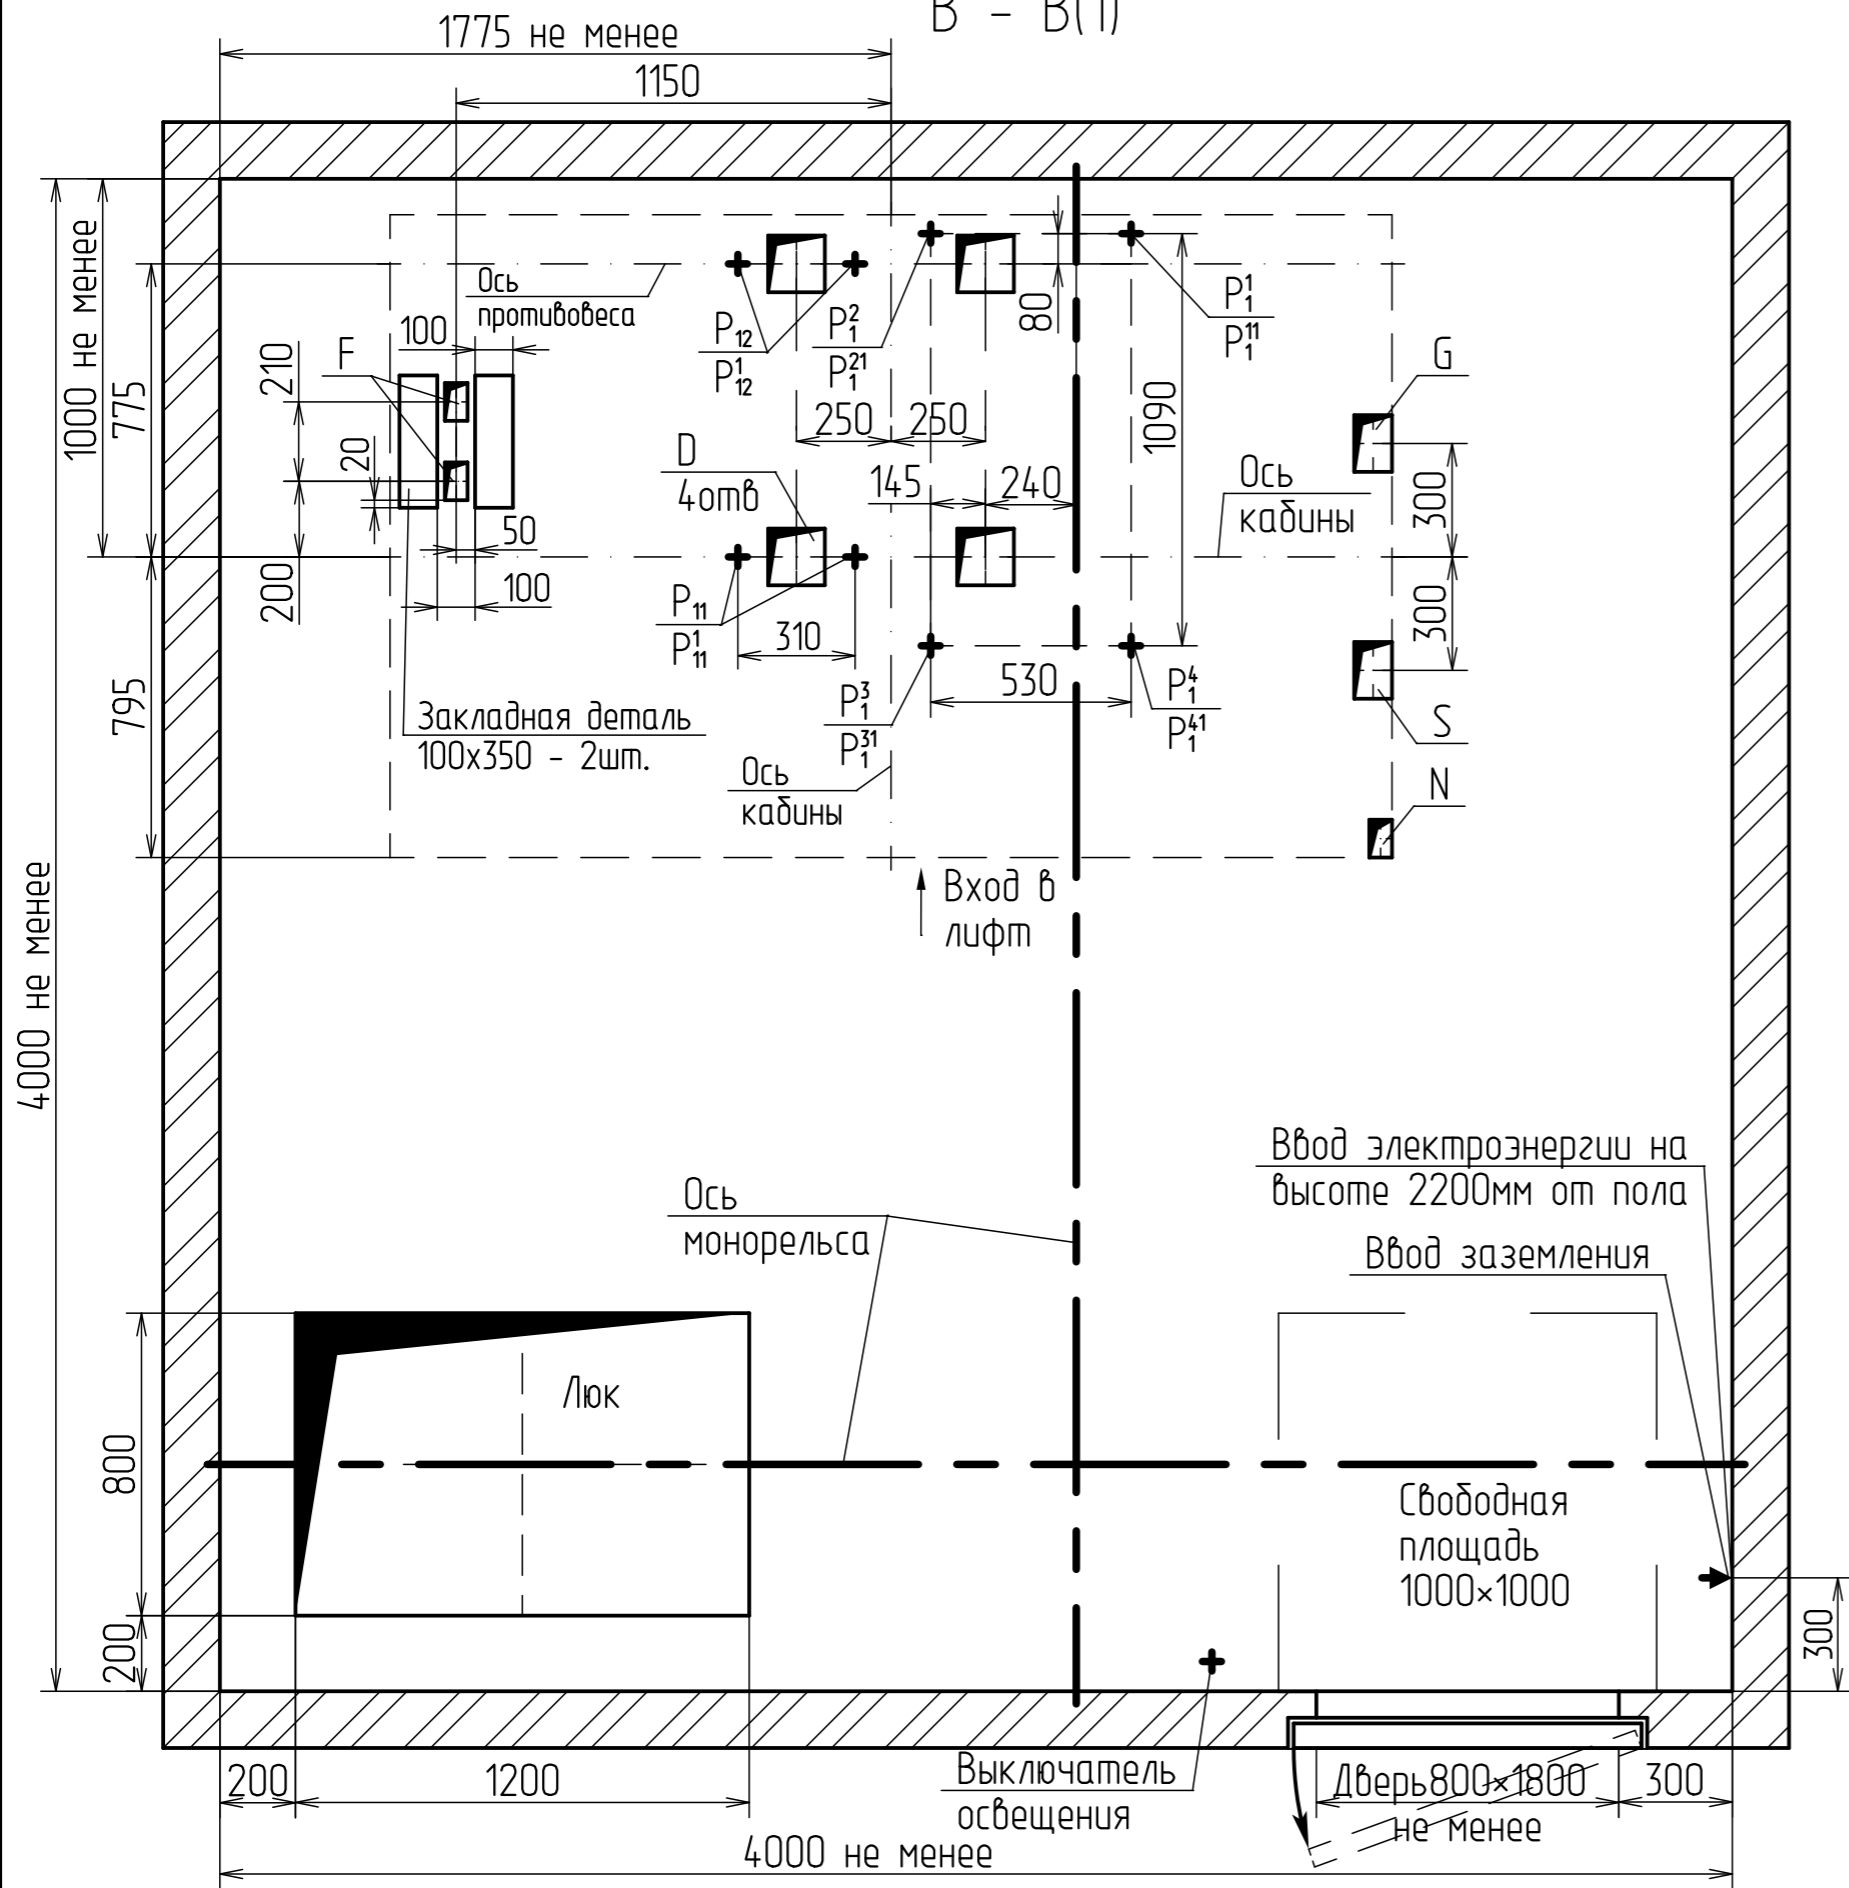 В - В(1)
1775 не менее
1150
1000 не менее
775
Ось
противовеса
100
F
210
20
200
50
100
P₁₂
P¹₁₂
P²₁
P²¹₁
80
P¹₁
P¹¹₁
1090
G
250
250
D
4отв
145
240
Ось
кабины
300
300
P₁₁
P¹₁₁
310
530
P³₁
P³¹₁
P⁴₁
P⁴¹₁
S
N
795
Закладная деталь
100х350 - 2шт.
Ось
кабины
Вход в
лифт
4000 не менее
Ввод электроэнергии на
высоте 2200мм от пола
Ось
монорельса
Ввод заземления
Люк
800
200
Свободная
площадь
1000×1000
300
200
1200
Выключатель
освещения
Дверь800×1800
не менее
300
4000 не менее